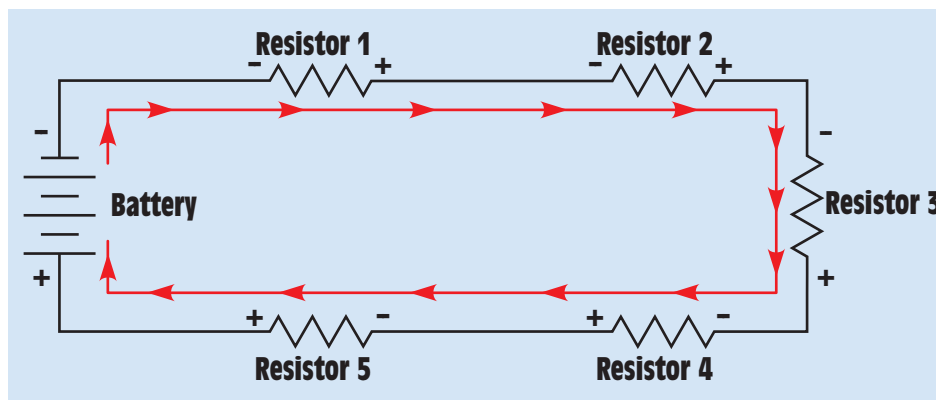 Resistor 1
Resistor 2
- + - +
- -
Battery
Resistor 3
+ +
+ - + -
Resistor 5
Resistor 4